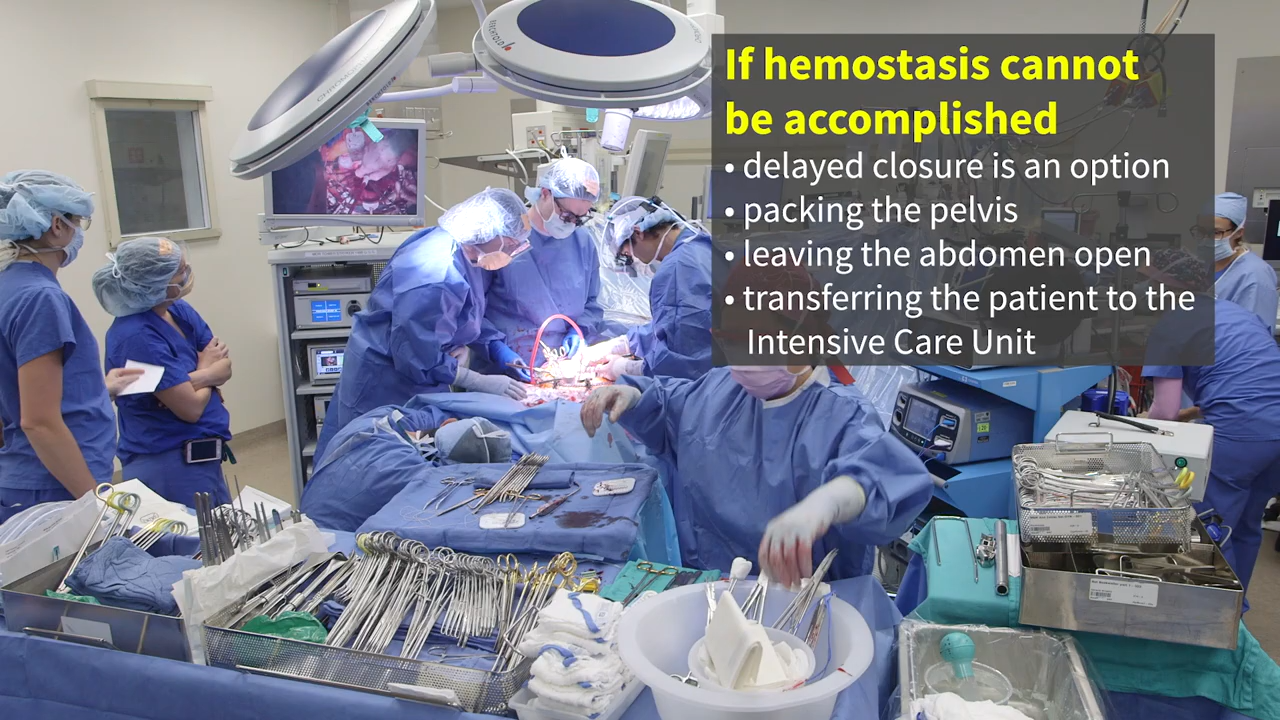 If hemostasis cannot
be accomplished
• delayed closure is an option
• packing the pelvis
• leaving the abdomen open
• transferring the patient to the
Intensive Care Unit
BERCHTOLD